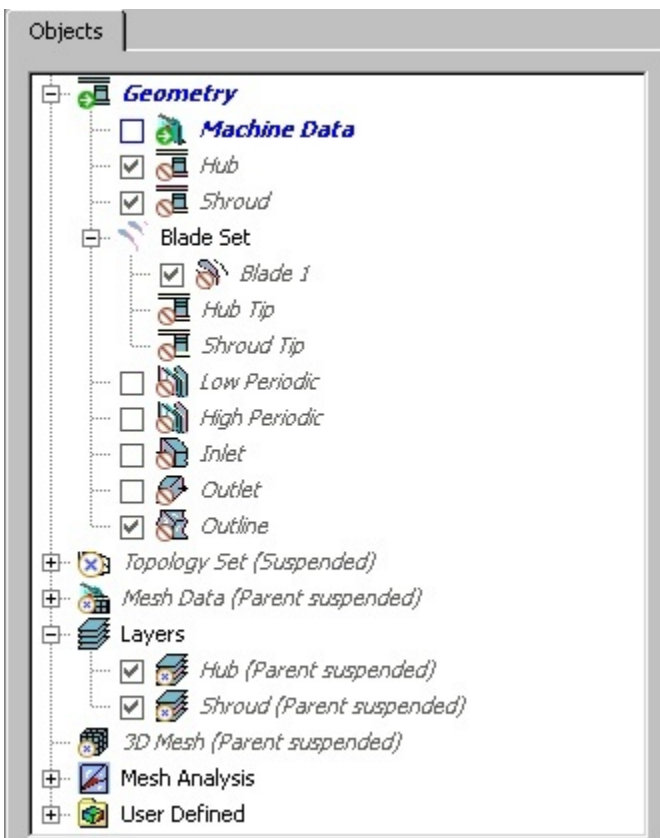 Objects
Geometry
Machine Data
Hub
Shroud
Blade Set
Blade 1
Hub Tip
Shroud Tip
Low Periodic
High Periodic
Inlet
Outlet
Outline
Topology Set (Suspended)
Mesh Data (Parent suspended)
Layers
Hub (Parent suspended)
Shroud (Parent suspended)
3D Mesh (Parent suspended)
Mesh Analysis
User Defined